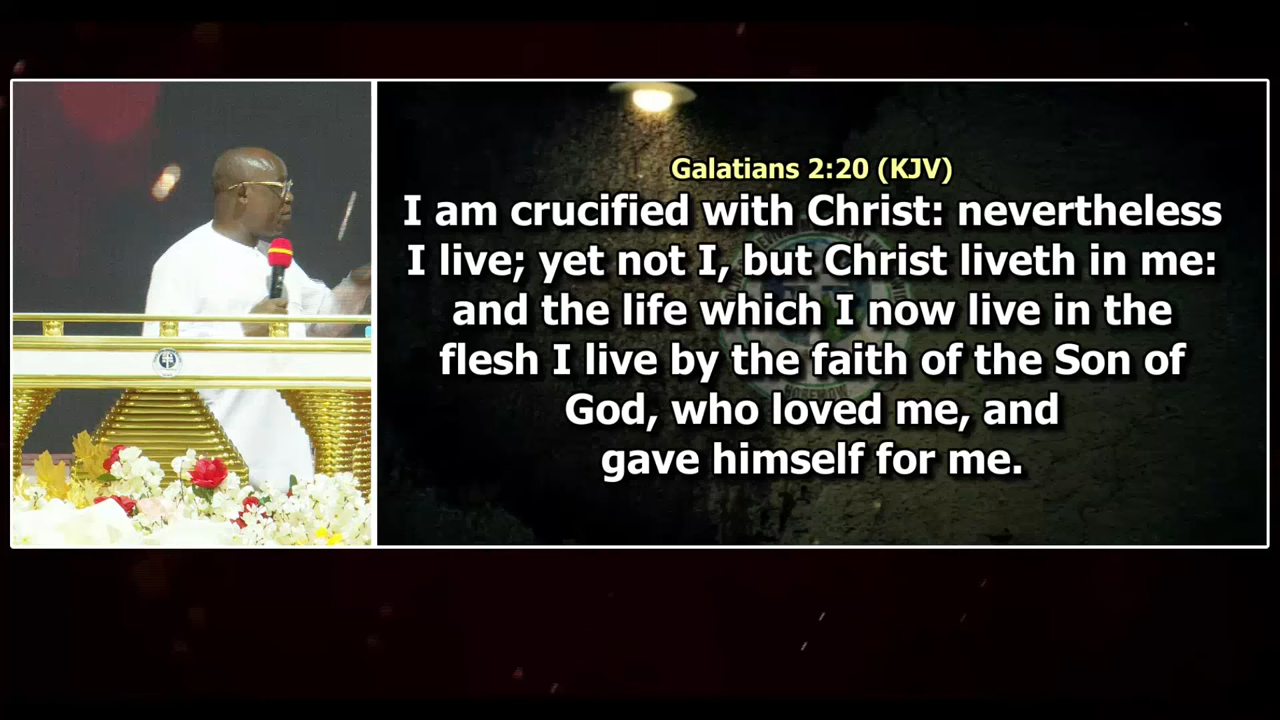 Galatians 2:20 (KJV)
I am crucified with Christ: nevertheless
I live; yet not I, but Christ liveth in me:
and the life which I now live in the
flesh I live by the faith of the Son of
God, who loved me, and
gave himself for me.